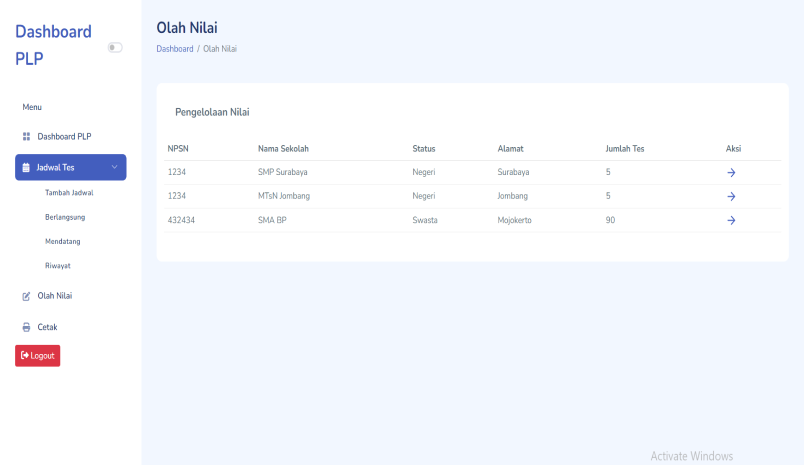 Dashboard
PLP
Menu
Dashboard PLP
Jadwal Tes
Tambah Jadwal
Berlangsung
Mendatang
Riwayat
Olah Nilai
Cetak
Logout
Olah Nilai
Dashboard / Olah Nilai
Pengelolaan Nilai
NPSN Nama Sekolah Status Alamat Jumlah Tes Aksi
1234 SMP Surabaya Negeri Surabaya 5 →
1234 MTsN Jombang Negeri Jombang 5 →
432434 SMA BP Swasta Mojokerto 90 →
Activate Windows